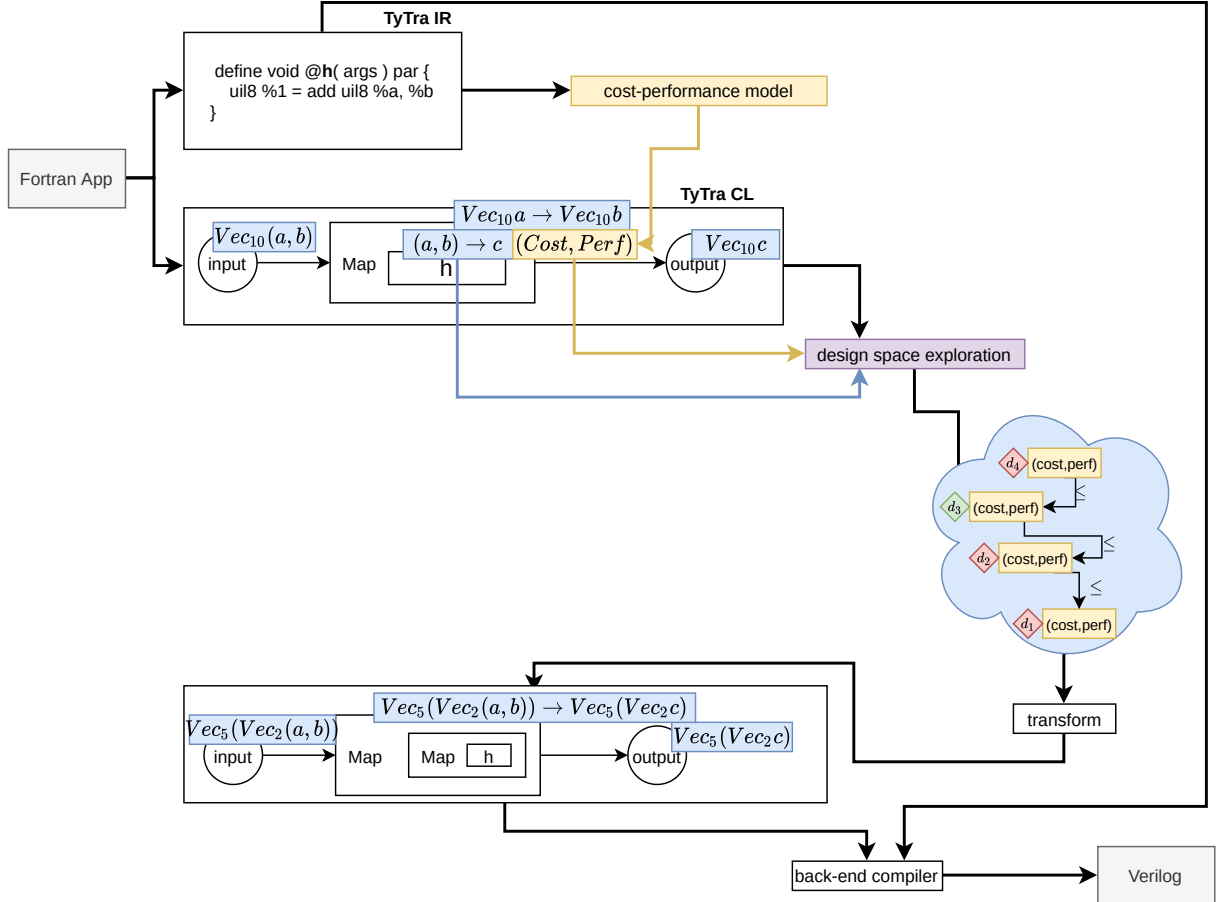 TyTra IR
define void @h( args ) par {
uil8 %1 = add uil8 %a, %b
}
cost-performance model
Fortran App
TyTra CL
Vec₁₀a → Vec₁₀b
Vec₁₀(a, b)
(a, b) → c
(Cost, Perf)
Vec₁₀c
input
Map
h
output
design space exploration
d₄
(cost,perf)
≤
d₃
(cost,perf)
≤
d₂
(cost,perf)
≤
d₁
(cost,perf)
Vec₅(Vec₂(a, b)) → Vec₅(Vec₂c)
Vec₅(Vec₂(a, b))
Vec₅(Vec₂c)
transform
input
Map
Map
h
output
back-end compiler
Verilog